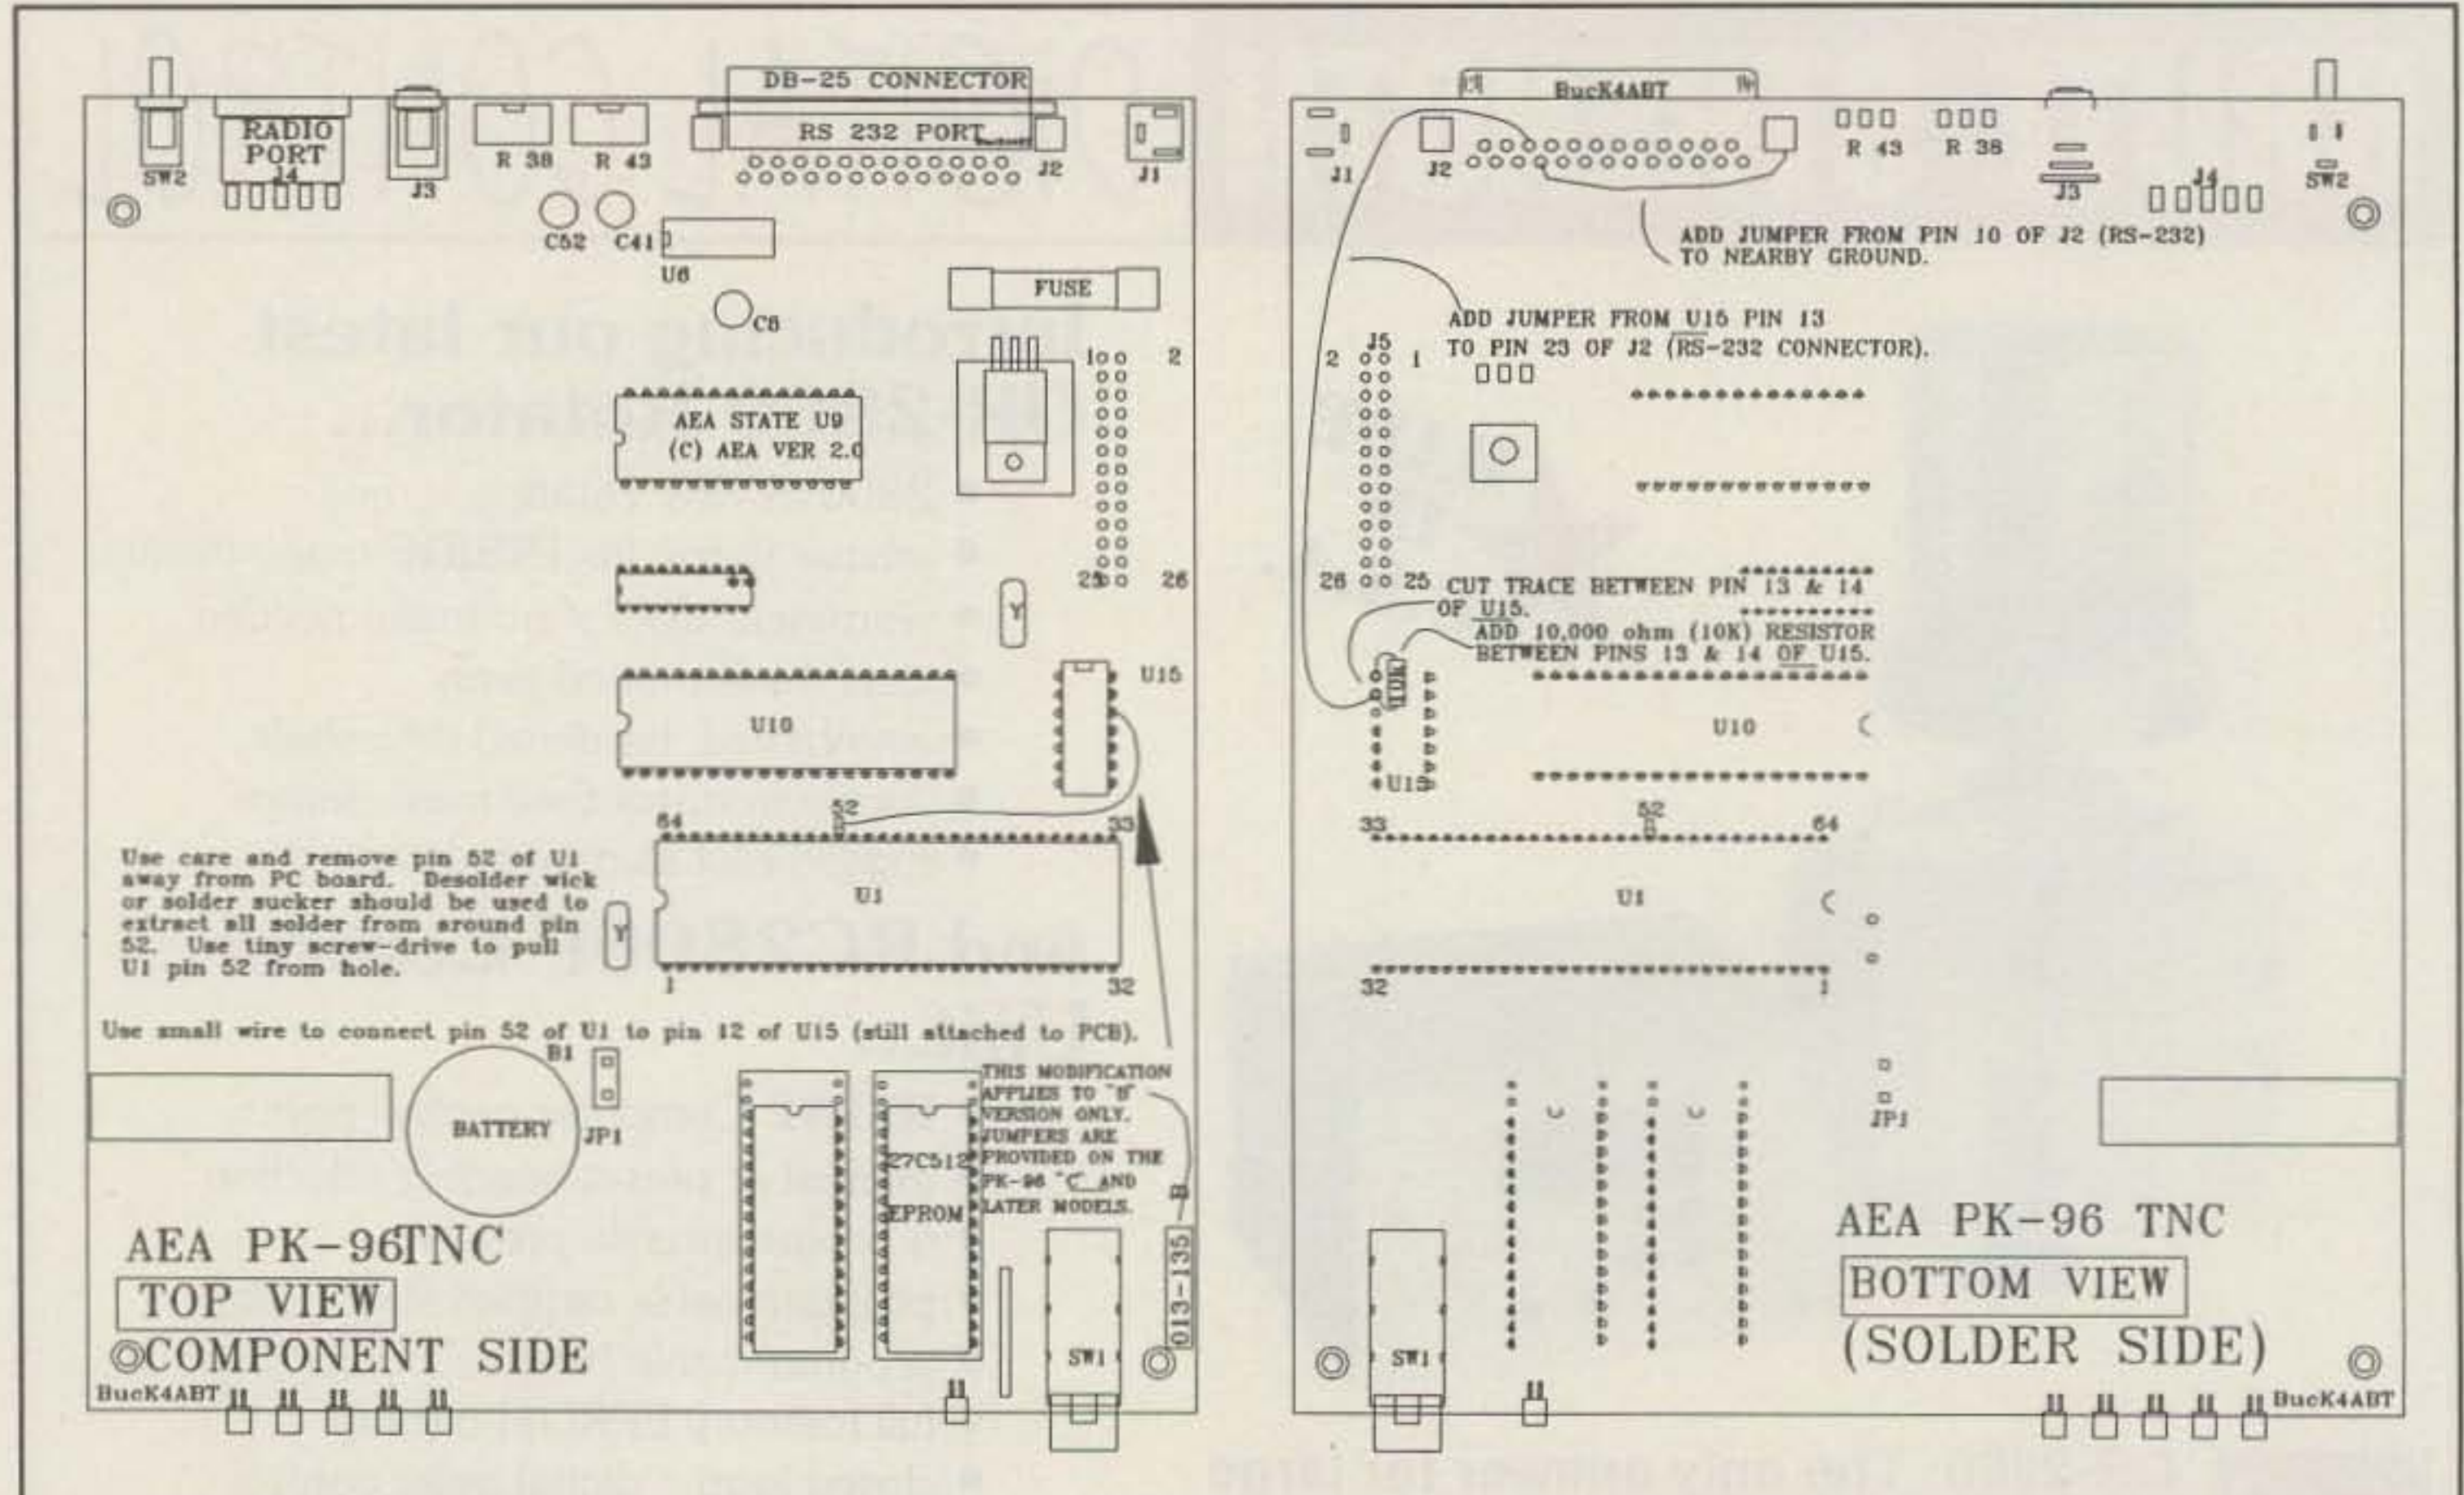 DB-25 CONNECTOR
RS 232 PORT
RADIO
PORT
J4
SW2
J3
R 38
R 43
J2
J1
C52
C41
U6
C5
FUSE
1
2
AEA STATE U9
(C) AEA VER 2.0
25
26
Y
U15
U10
52
64
33
U1
Y
1
32
Use care and remove pin 52 of U1
away from PC board. Desolder wick
or solder sucker should be used to
extract all solder from around pin
52. Use tiny screw-drive to pull
U1 pin 52 from hole.
Use small wire to connect pin 52 of U1 to pin 12 of U15 (still attached to PCB).
B1
BATTERY
JP1
27C512
EPROM
THIS MODIFICATION
APPLIES TO "B"
VERSION ONLY.
JUMPERS ARE
PROVIDED ON THE
PK-96 "C" AND
LATER MODELS.
B
013-135
SW1
AEA PK-96TNC
TOP VIEW
COMPONENT SIDE
BucK4ABT
BucK4ABT
J1
J2
R 43
R 38
J3
J4
SW2
ADD JUMPER FROM PIN 10 OF J2 (RS-232)
TO NEARBY GROUND.
ADD JUMPER FROM U15 PIN 13
TO PIN 23 OF J2 (RS-232 CONNECTOR).
J5
2
1
26
25
CUT TRACE BETWEEN PIN 13 & 14
OF U15.
ADD 10,000 ohm (10K) RESISTOR
BETWEEN PINS 13 & 14 OF U15.
10K
U10
U15
52
33
64
U1
32
1
JP1
AEA PK-96 TNC
BOTTOM VIEW
(SOLDER SIDE)
SW1
BucK4ABT